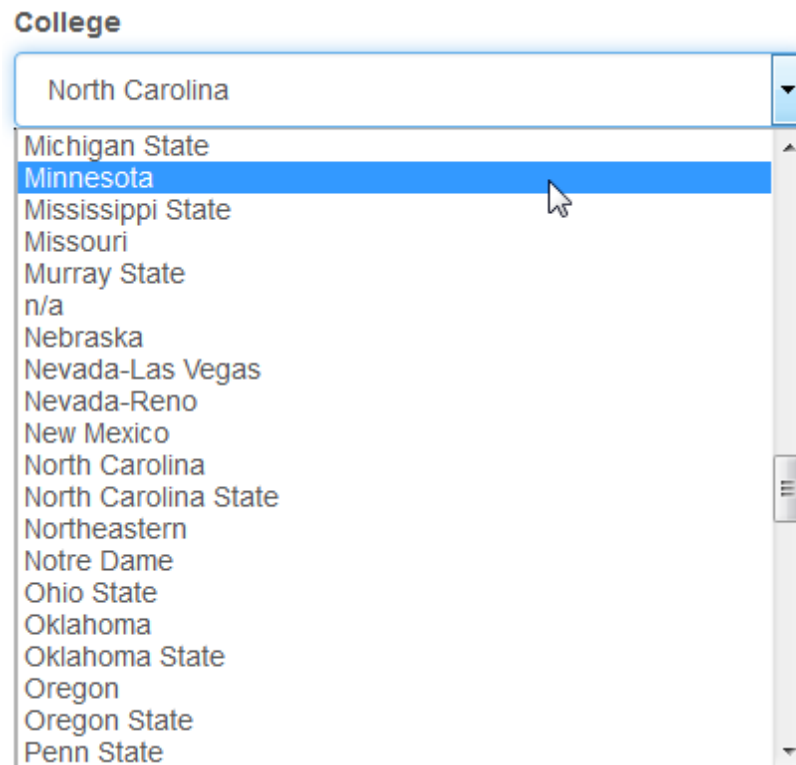 College
North Carolina
Michigan State
Minnesota
Mississippi State
Missouri
Murray State
n/a
Nebraska
Nevada-Las Vegas
Nevada-Reno
New Mexico
North Carolina
North Carolina State
Northeastern
Notre Dame
Ohio State
Oklahoma
Oklahoma State
Oregon
Oregon State
Penn State